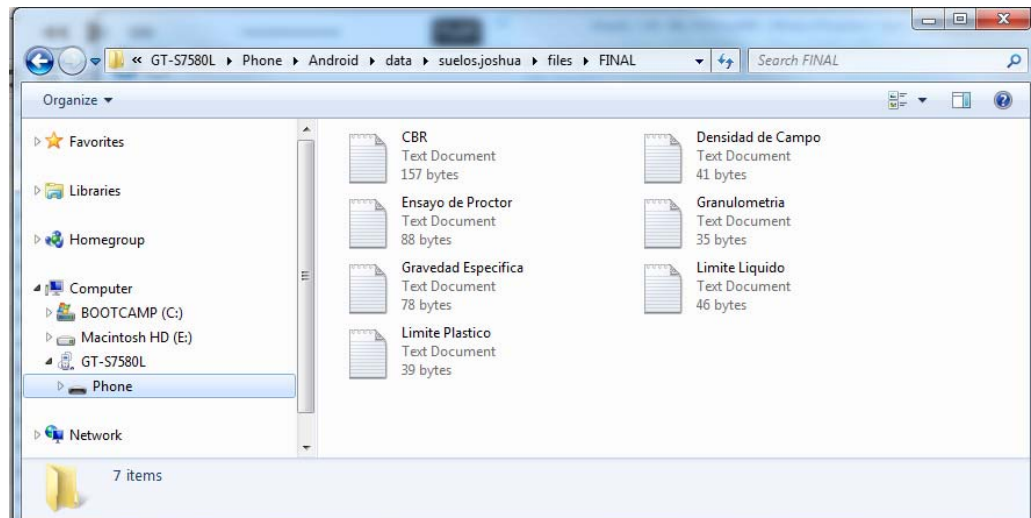 « GT-S7580L ▸ Phone ▸ Android ▸ data ▸ suelos.joshua ▸ files ▸ FINAL
Search FINAL
Organize
Favorites
Libraries
Homegroup
Computer
BOOTCAMP (C:)
Macintosh HD (E:)
GT-S7580L
Phone
Network
CBR
Text Document
157 bytes
Densidad de Campo
Text Document
41 bytes
Ensayo de Proctor
Text Document
88 bytes
Granulometria
Text Document
35 bytes
Gravedad Especifica
Text Document
78 bytes
Limite Liquido
Text Document
46 bytes
Limite Plastico
Text Document
39 bytes
7 items